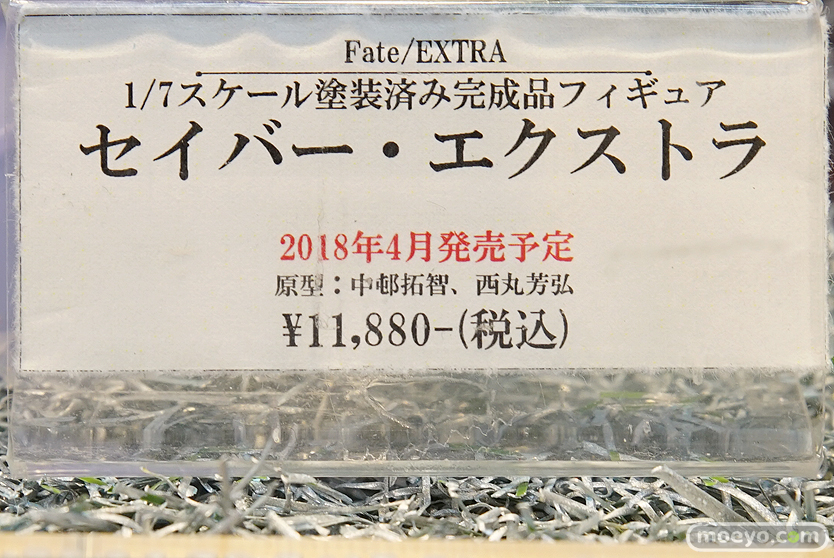 Fate/EXTRA
1/7スケール塗装済み完成品フィギュア
セイバー・エクストラ
2018年4月発売予定
原型：中邨拓智、西丸芳弘
¥11,880-(税込)
moeyo.com